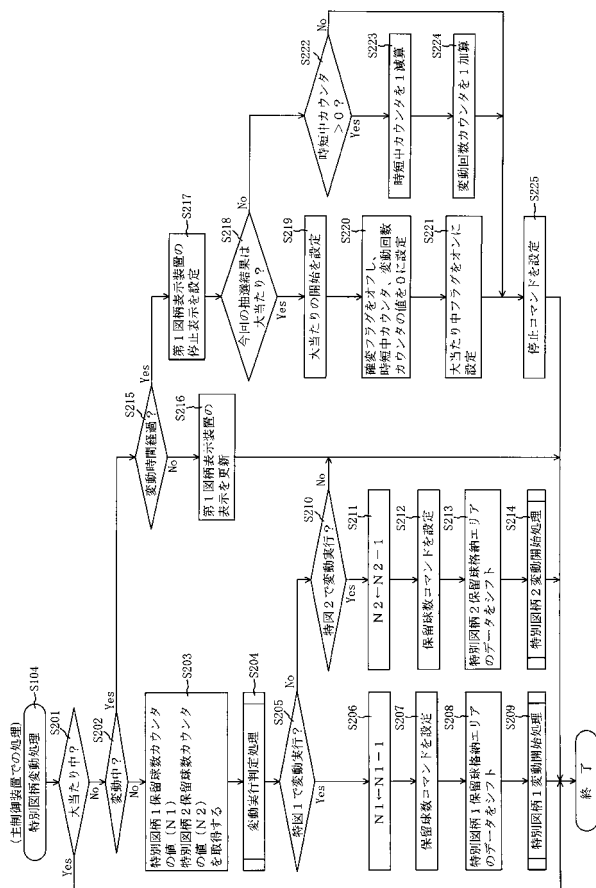 (主制御装置での処理)
特別図柄変動処理
S104
S201
大当たり中？
Yes
No
S202
変動中？
Yes
No
S203
特別図柄1保留球数カウンタ
の値(N1)
特別図柄2保留球数カウンタ
の値(N2)
を取得する
S204
変動実行判定処理
S205
特図1で変動実行？
No
Yes
S206
N1←N1−1
S207
保留球数コマンドを設定
S208
特別図柄1保留球格納エリア
のデータをシフト
S209
特別図柄1変動開始処理
S210
特図2で変動実行？
No
Yes
S211
N2←N2−1
S212
保留球数コマンドを設定
S213
特別図柄2保留球格納エリア
のデータをシフト
S214
特別図柄2変動開始処理
S215
変動時間経過？
Yes
No
S216
第1図柄表示装置の
表示を更新
S217
第1図柄表示装置の
停止表示を設定
S218
今回の抽選結果は
大当たり？
No
Yes
S219
大当たりの開始を設定
S220
確変フラグをオフし、
時短中カウンタ、変動回数
カウンタの値を0に設定
S221
大当たり中フラグをオンに
設定
S222
時短中カウンタ
>0？
No
Yes
S223
時短中カウンタを1減算
S224
変動回数カウンタを1加算
S225
停止コマンドを設定
終了